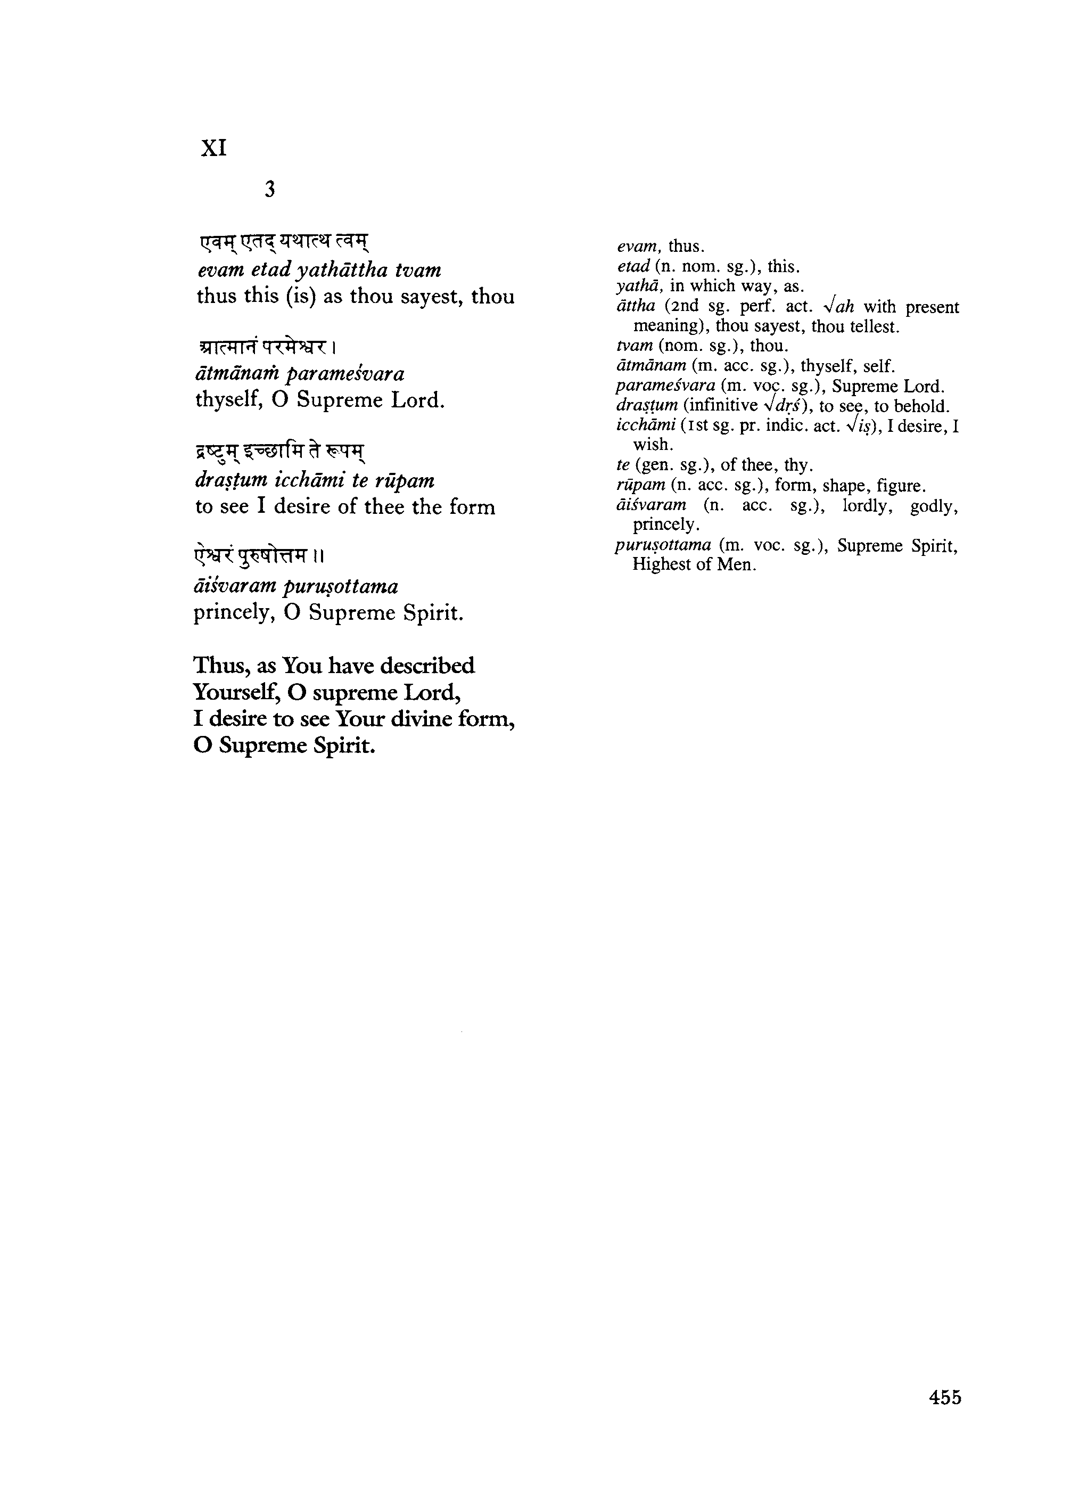 XI
3
एवम् एतद् यथात्थ त्वम्
evam etad yathāttha tvam
thus this (is) as thou sayest, thou
आत्मानं परमेश्वर ।
ātmānaṁ parameśvara
thyself, O Supreme Lord.
द्रष्टुम् इच्छामि ते रूपम्
draṣṭum icchāmi te rūpam
to see I desire of thee the form
ऐश्वरं पुरुषोत्तम ॥
āiśvaram puruṣottama
princely, O Supreme Spirit.
Thus, as You have described
Yourself, O supreme Lord,
I desire to see Your divine form,
O Supreme Spirit.
evam, thus.
etad (n. nom. sg.), this.
yathā, in which way, as.
āttha (2nd sg. perf. act. √ah with present
meaning), thou sayest, thou tellest.
tvam (nom. sg.), thou.
ātmānam (m. acc. sg.), thyself, self.
parameśvara (m. voc. sg.), Supreme Lord.
draṣṭum (infinitive √dṛś), to see, to behold.
icchāmi (1st sg. pr. indic. act. √iṣ), I desire, I
wish.
te (gen. sg.), of thee, thy.
rūpam (n. acc. sg.), form, shape, figure.
āiśvaram (n. acc. sg.), lordly, godly,
princely.
puruṣottama (m. voc. sg.), Supreme Spirit,
Highest of Men.
455